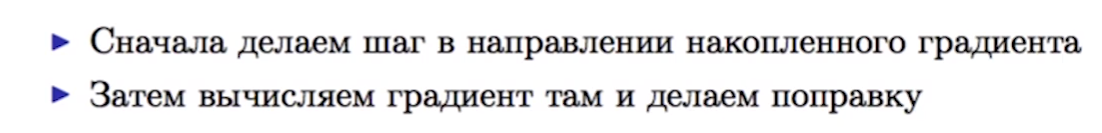 Сначала делаем шаг в направлении накопленного градиента
Затем вычисляем градиент там и делаем поправку